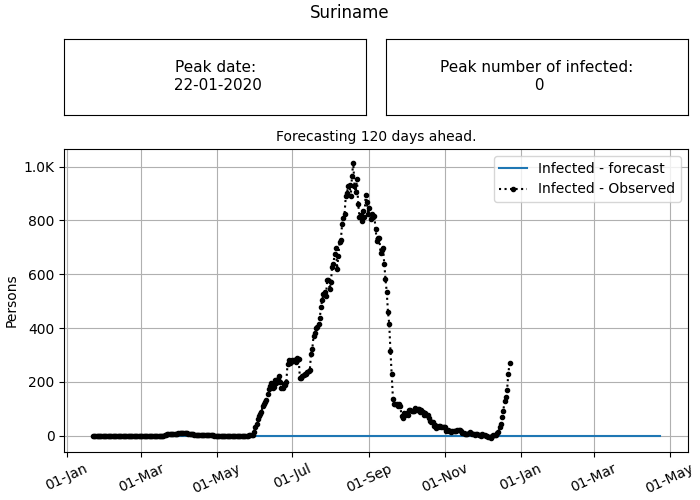 Suriname
Peak date:
22-01-2020
Peak number of infected:
0
Forecasting 120 days ahead.
Infected - forecast
Infected - Observed
1.0K
800
600
400
200
0
Persons
01-Jan
01-Mar
01-May
01-Jul
01-Sep
01-Nov
01-Jan
01-Mar
01-May